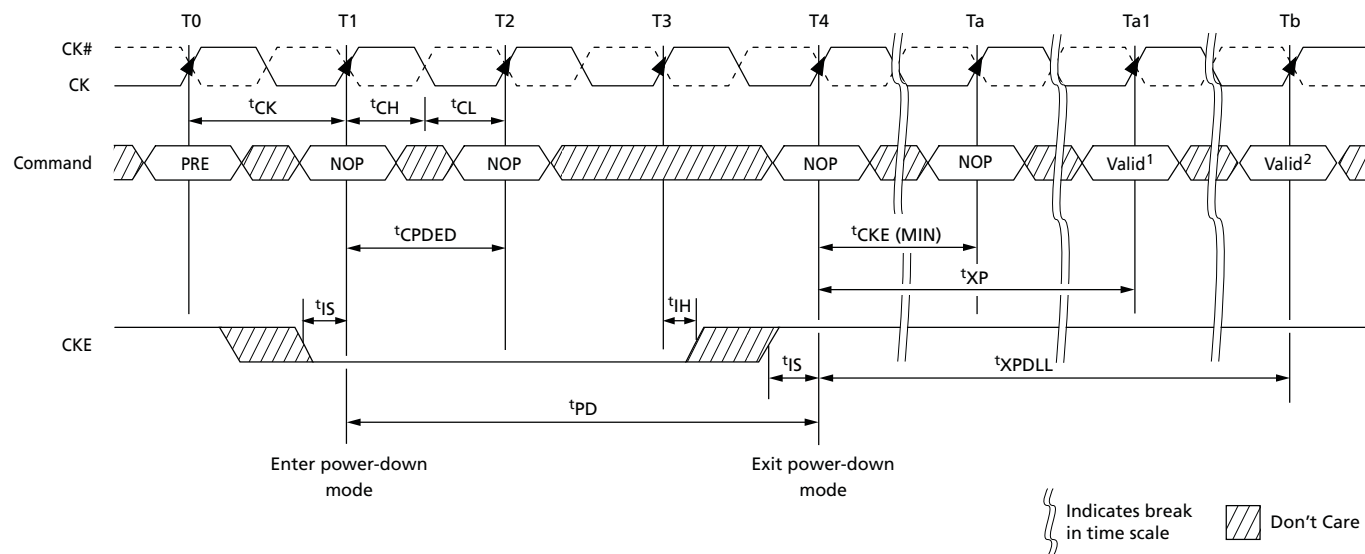 T0 T1 T2 T3 T4 Ta Ta1 Tb
CK#
CK
tCK tCH tCL
Command PRE NOP NOP NOP NOP Valid1 Valid2
tCPDED tCKE (MIN)
tXP
tIS tIH
CKE
tIS tXPDLL
tPD
Enter power-down
mode
Exit power-down
mode
Indicates break
in time scale
Don't Care